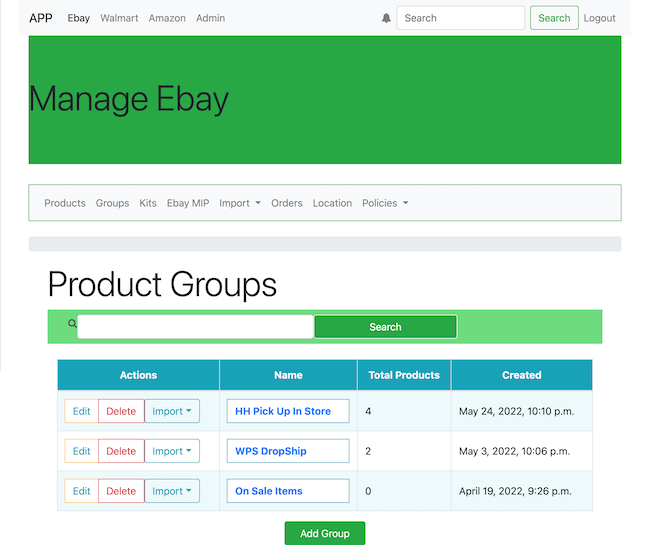 APP Ebay Walmart Amazon Admin Search Search Logout
Manage Ebay
Products Groups Kits Ebay MIP Import Orders Location Policies
Product Groups
Search
Actions Name Total Products Created
Edit Delete Import HH Pick Up In Store 4 May 24, 2022, 10:10 p.m.
Edit Delete Import WPS DropShip 2 May 3, 2022, 10:06 p.m.
Edit Delete Import On Sale Items 0 April 19, 2022, 9:26 p.m.
Add Group